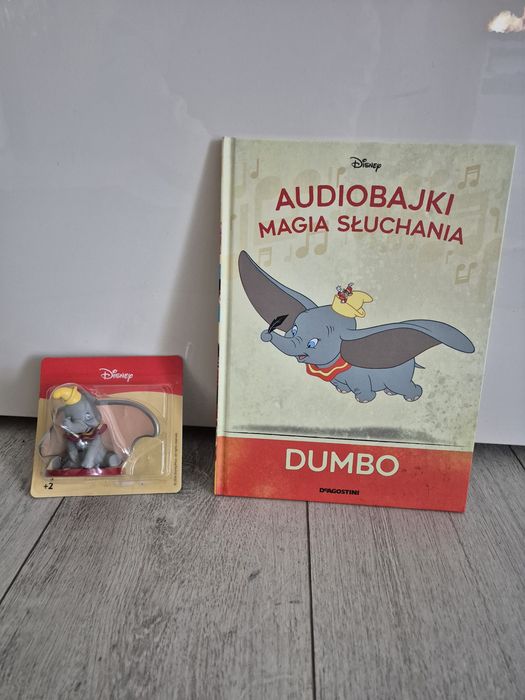 Disney
AUDIOBAJKI
MAGIA SŁUCHANIA
DUMBO
DeAGOSTINI
Disney
+2